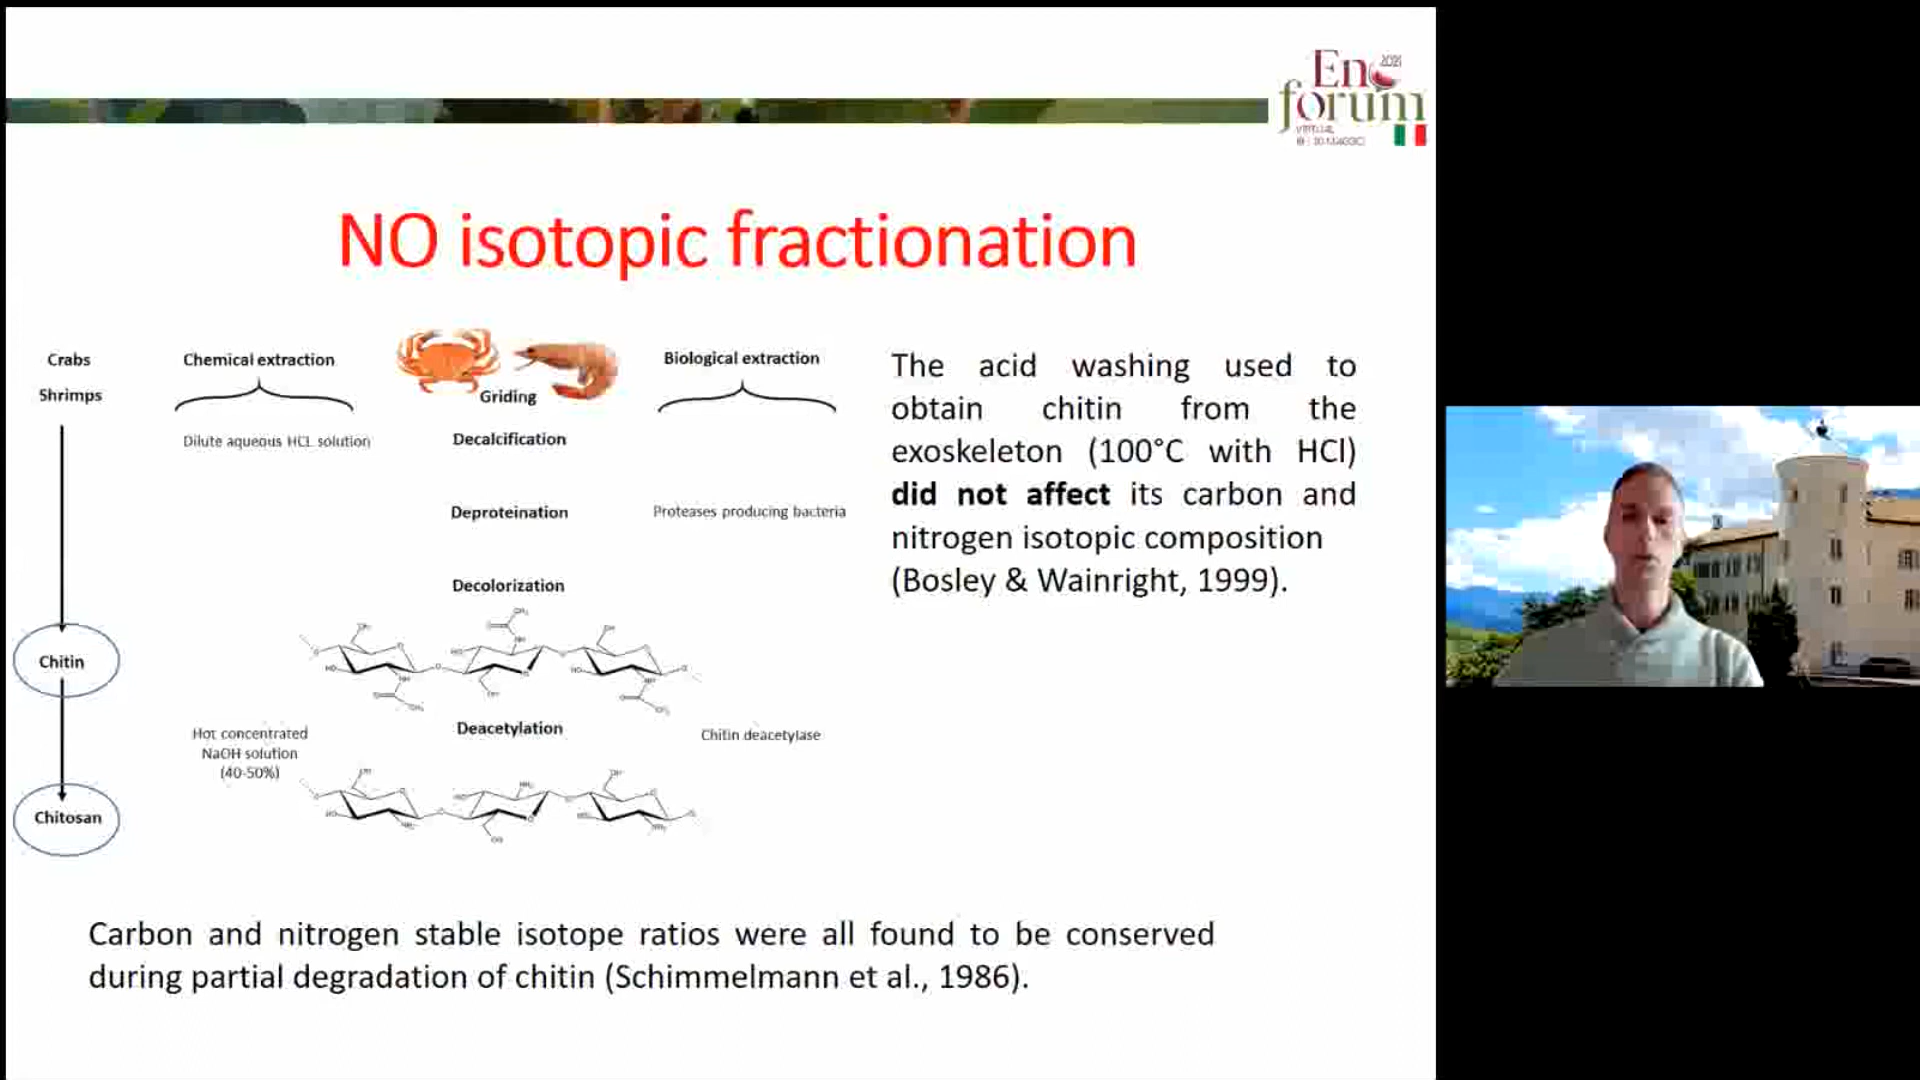 Eno
2021
forum
VIRTUAL
NO isotopic fractionation
Crabs
Shrimps
Chemical extraction
Biological extraction
Griding
Dilute aqueous HCL solution
Decalcification
Deproteination
Proteases producing bacteria
Decolorization
Chitin
Hot concentrated
NaOH solution
(40-50%)
Deacetylation
Chitin deacetylase
Chitosan
The acid washing used to
obtain chitin from the
exoskeleton (100°C with HCl)
did not affect its carbon and
nitrogen isotopic composition
(Bosley & Wainright, 1999).
Carbon and nitrogen stable isotope ratios were all found to be conserved
during partial degradation of chitin (Schimmelmann et al., 1986).